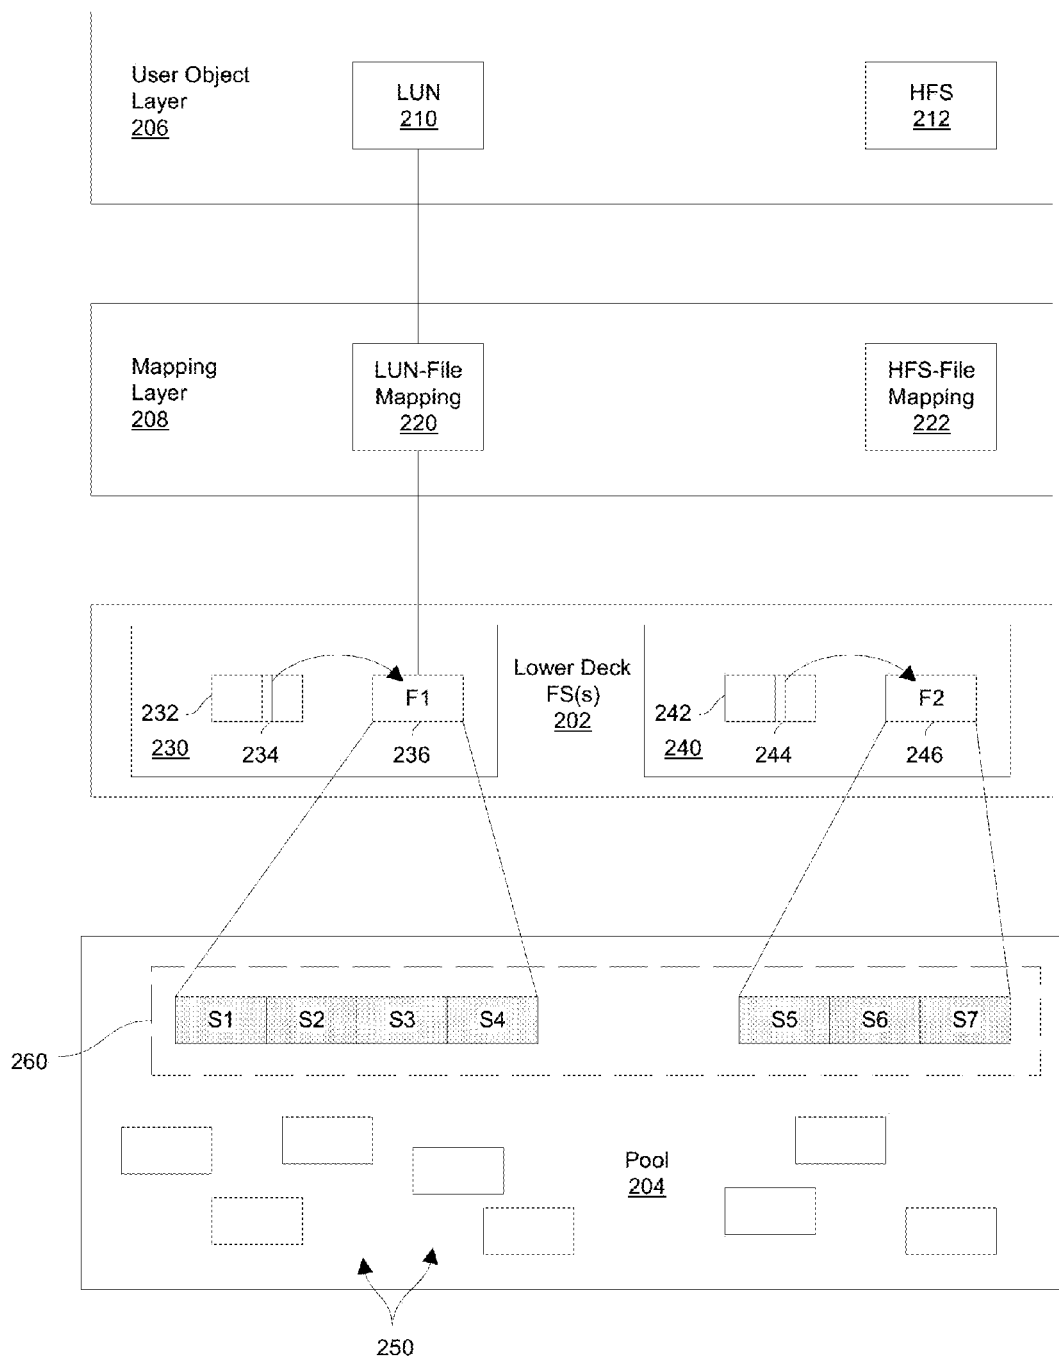 User Object
Layer
206
LUN
210
HFS
212
Mapping
Layer
208
LUN-File
Mapping
220
HFS-File
Mapping
222
Lower Deck
FS(s)
202
232
230
234
F1
236
242
240
244
F2
246
S1 S2 S3 S4
S5 S6 S7
260
Pool
204
250